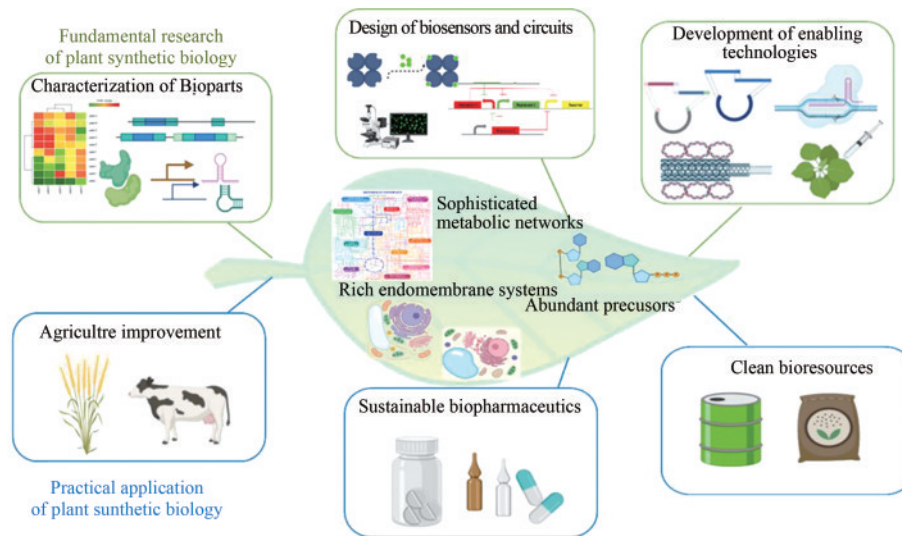 Fundamental research
of plant synthetic biology
Characterization of Bioparts
Design of biosensors and circuits
Development of enabling
technologies
Sophisticated
metabolic networks
Rich endomembrane systems
Abundant precusors
Agricultre improvement
Sustainable biopharmaceutics
Clean bioresources
Practical application
of plant sunthetic biology